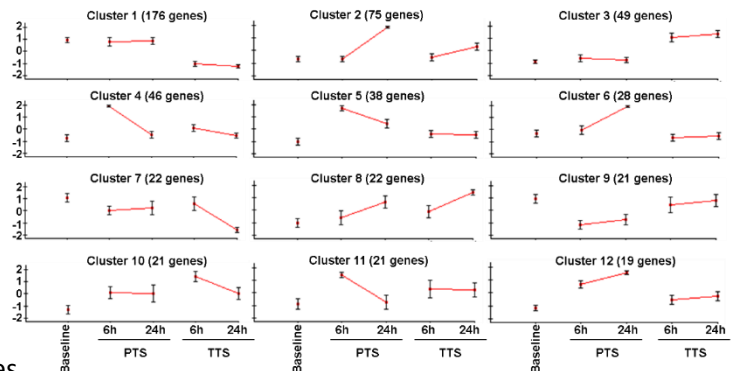 Cluster 1 (176 genes) Cluster 2 (75 genes) Cluster 3 (49 genes)
2
1
0
-1
-2
Cluster 4 (46 genes) Cluster 5 (38 genes) Cluster 6 (28 genes)
2
1
0
-1
-2
Cluster 7 (22 genes) Cluster 8 (22 genes) Cluster 9 (21 genes)
2
1
0
-1
-2
Cluster 10 (21 genes) Cluster 11 (21 genes) Cluster 12 (19 genes)
2
1
0
-1
-2
Baseline 6h 24h 6h 24h Baseline 6h 24h 6h 24h Baseline 6h 24h 6h 24h
PTS TTS PTS TTS PTS TTS
es